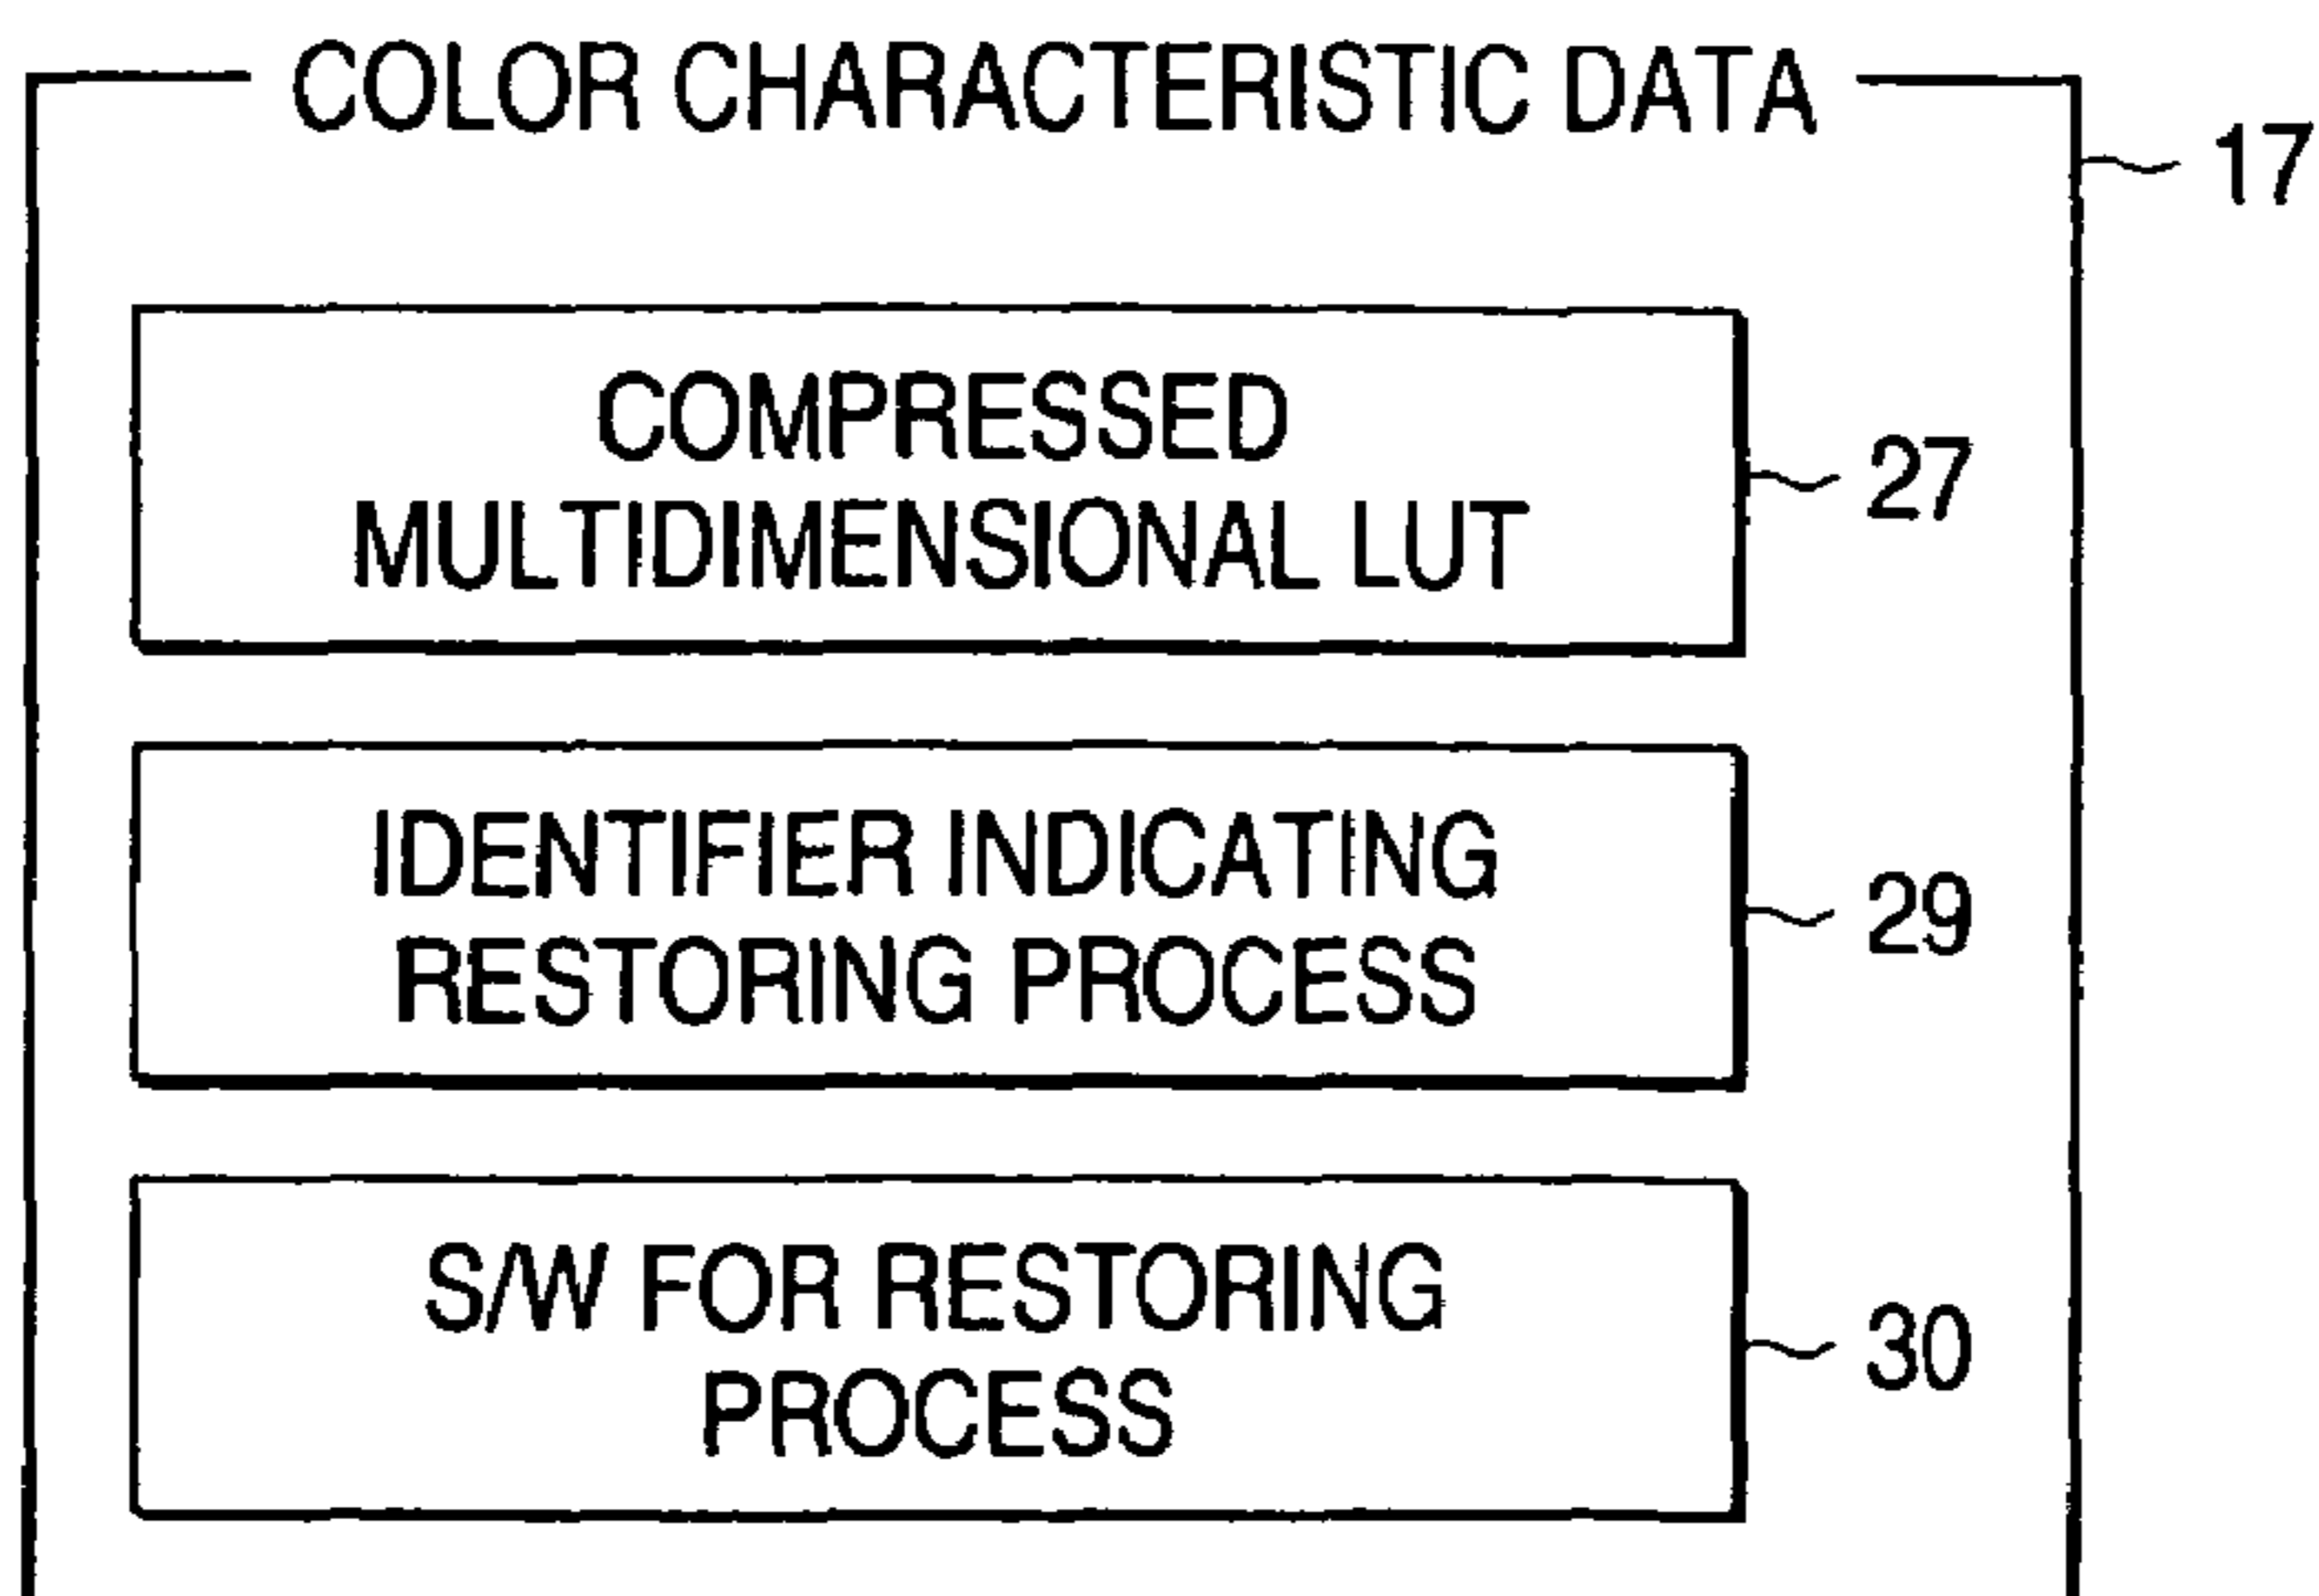 COLOR CHARACTERISTIC DATA
17
COMPRESSED
MULTIDIMENSIONAL LUT
27
IDENTIFIER INDICATING
RESTORING PROCESS
29
S/W FOR RESTORING
PROCESS
30